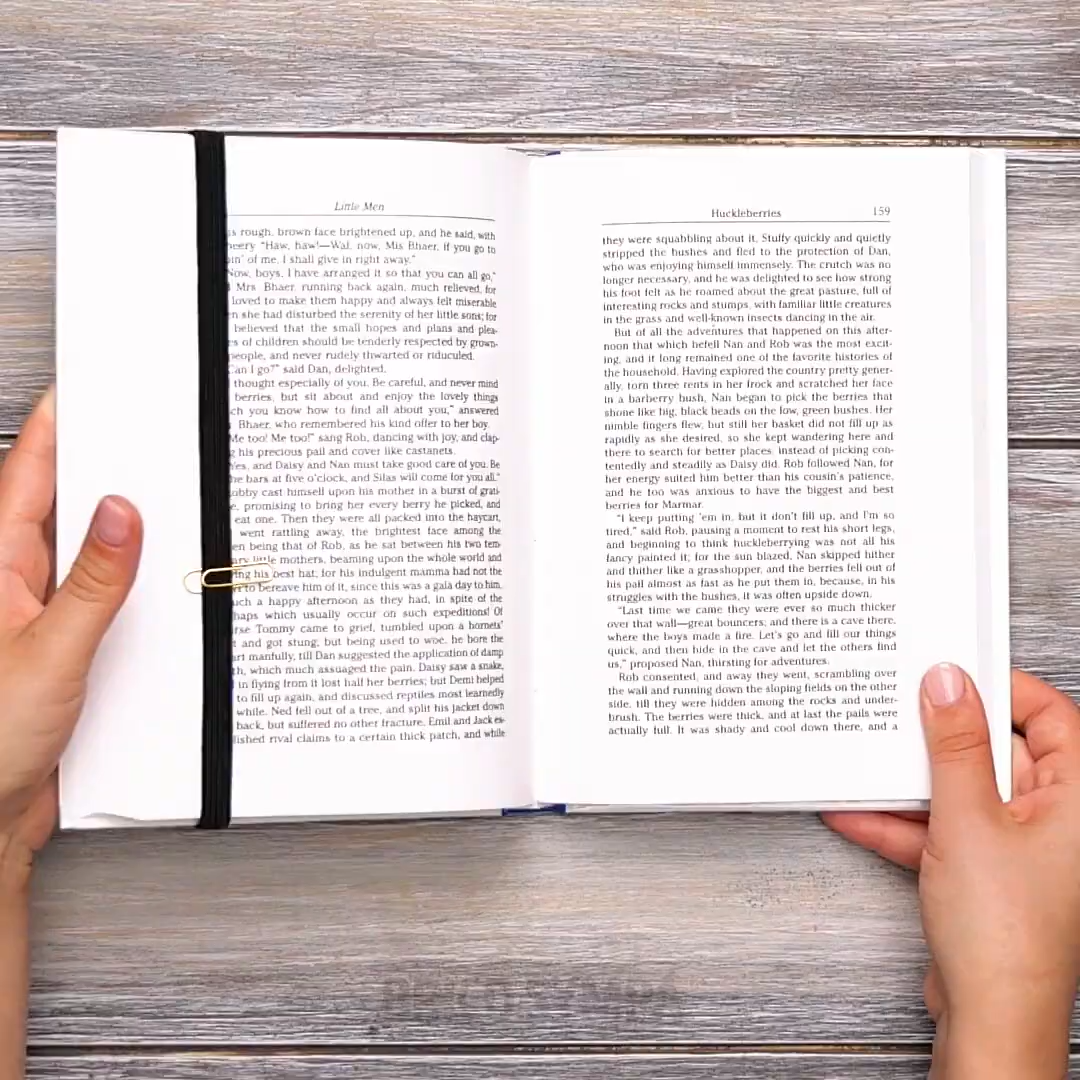 Little Men
is rough, brown face brightened up, and he said, with
heery "Haw, haw!—Wal, now, Mis Bhaer, if you go to
in' of me, I shall give in right away."
Now, boys, I have arranged it so that you can all go,"
Mrs Bhaer, running back again, much relieved, for
loved to make them happy and always felt miserable
n she had disturbed the serenity of her little sons; for
believed that the small hopes and plans and plea-
s of children should be tenderly respected by grown-
people, and never rudely thwarted or riduculed.
Can I go?" said Dan, delighted.
thought especially of you. Be careful, and never mind
berries, but sit about and enjoy the lovely things
ch you know how to find all about you," answered
Bhaer, who remembered his kind offer to her boy.
Me too! Me too!" sang Rob, dancing with joy, and clap-
g his precious pail and cover like castanets.
es, and Daisy and Nan must take good care of you. Be
he bars at five o'clock, and Silas will come for you all."
obby cast himself upon his mother in a burst of grati-
e, promising to bring her every berry he picked, and
eat one. Then they were all packed into the haycart,
went rattling away, the brightest face among the
en being that of Rob, as he sat between his two tem-
ary little mothers, beaming upon the whole world and
ing his best hat; for his indulgent mamma had not the
to bereave him of it, since this was a gala day to him.
uch a happy afternoon as they had, in spite of the
haps which usually occur on such expeditions! Of
rse Tommy came to grief, tumbled upon a hornets'
t and got stung; but being used to woe, he bore the
art manfully, till Dan suggested the application of damp
th, which much assuaged the pain. Daisy saw a snake,
in flying from it lost half her berries; but Demi helped
to fill up again, and discussed reptiles most learnedly
while. Ned fell out of a tree, and split his jacket down
back, but suffered no other fracture. Emil and Jack es-
lished rival claims to a certain thick patch, and while
Huckleberries 159
they were squabbling about it, Stuffy quickly and quietly
stripped the bushes and fled to the protection of Dan,
who was enjoying himself immensely. The crutch was no
longer necessary, and he was delighted to see how strong
his foot felt as he roamed about the great pasture, full of
interesting rocks and stumps, with familiar little creatures
in the grass and well-known insects dancing in the air.
But of all the adventures that happened on this after-
noon that which befell Nan and Rob was the most excit-
ing, and it long remained one of the favorite histories of
the household. Having explored the country pretty gener-
ally, torn three rents in her frock and scratched her face
in a barberry bush, Nan began to pick the berries that
shone like big, black beads on the low, green bushes. Her
nimble fingers flew, but still her basket did not fill up as
rapidly as she desired, so she kept wandering here and
there to search for better places, instead of picking con-
tentedly and steadily as Daisy did. Rob followed Nan, for
her energy suited him better than his cousin's patience,
and he too was anxious to have the biggest and best
berries for Marmar.
"I keep putting 'em in, but it don't fill up, and I'm so
tired," said Rob, pausing a moment to rest his short legs,
and beginning to think huckleberrying was not all his
fancy painted it; for the sun blazed, Nan skipped hither
and thither like a grasshopper, and the berries fell out of
his pail almost as fast as he put them in, because, in his
struggles with the bushes, it was often upside down.
"Last time we came they were ever so much thicker
over that wall—great bouncers; and there is a cave there,
where the boys made a fire. Let's go and fill our things
quick, and then hide in the cave and let the others find
us," proposed Nan, thirsting for adventures.
Rob consented, and away they went, scrambling over
the wall and running down the sloping fields on the other
side, till they were hidden among the rocks and under-
brush. The berries were thick, and at last the pails were
actually full. It was shady and cool down there, and a